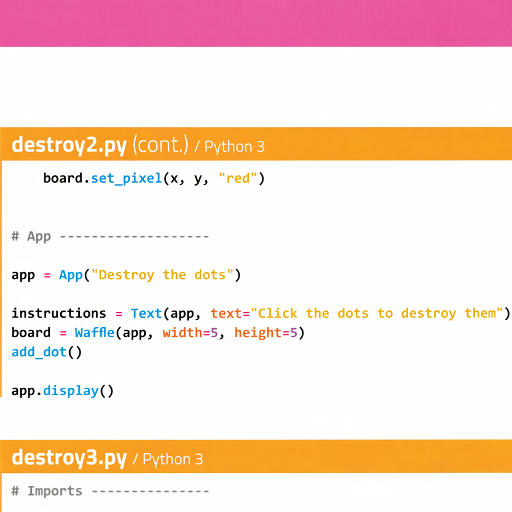 destroy2.py (cont.) / Python 3
board.set_pixel(x, y, "red")
# App -------------------
app = App("Destroy the dots")
instructions = Text(app, text="Click the dots to destroy them")
board = Waffle(app, width=5, height=5)
add_dot()
app.display()
destroy3.py / Python 3
# Imports ---------------